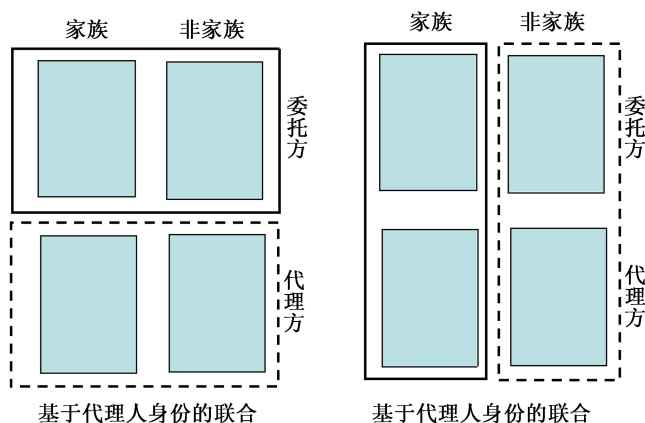 家族 非家族
委托方
代理方
基于代理人身份的联合
家族 非家族
委托方
代理方
基于代理人身份的联合